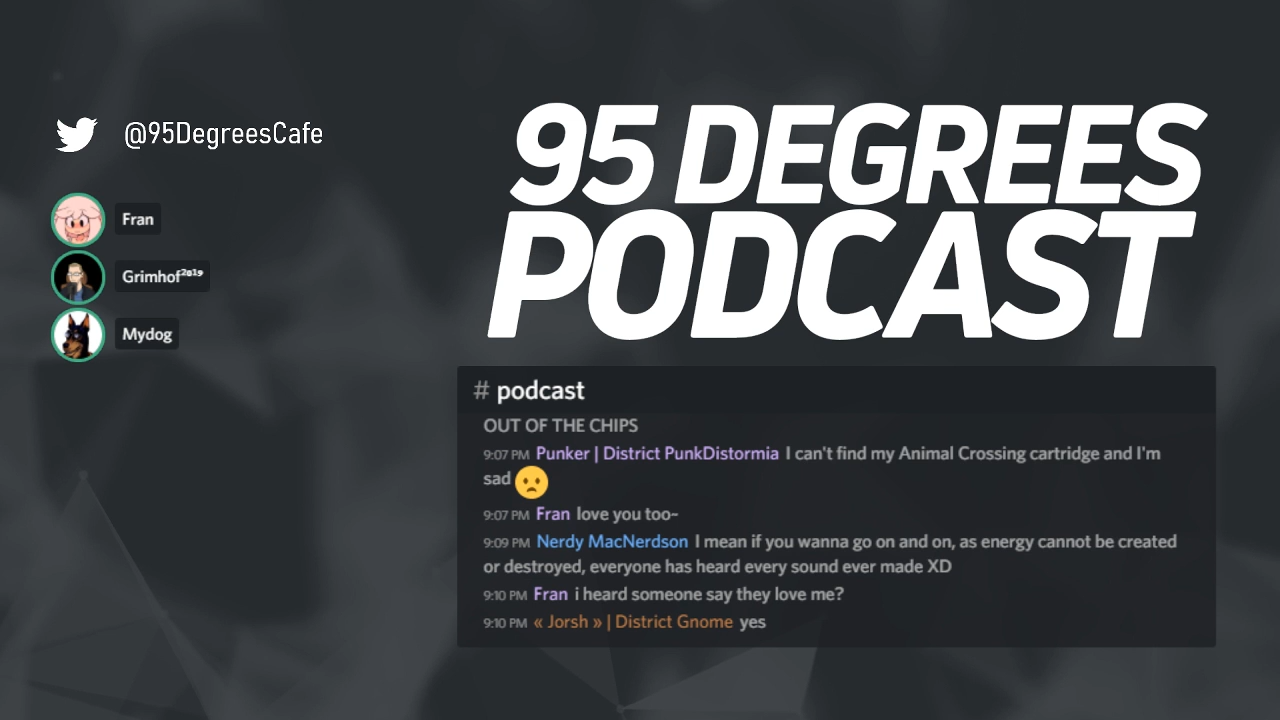 @95DegreesCafe
Fran
Grimhof²⁰¹⁹
Mydog
95 DEGREES
PODCAST
# podcast
OUT OF THE CHIPS
9:07 PM Punker | District PunkDistormia I can't find my Animal Crossing cartridge and I'm
sad
9:07 PM Fran love you too~
9:09 PM Nerdy MacNerdson I mean if you wanna go on and on, as energy cannot be created
or destroyed, everyone has heard every sound ever made XD
9:10 PM Fran i heard someone say they love me?
9:10 PM « Jorsh » | District Gnome yes